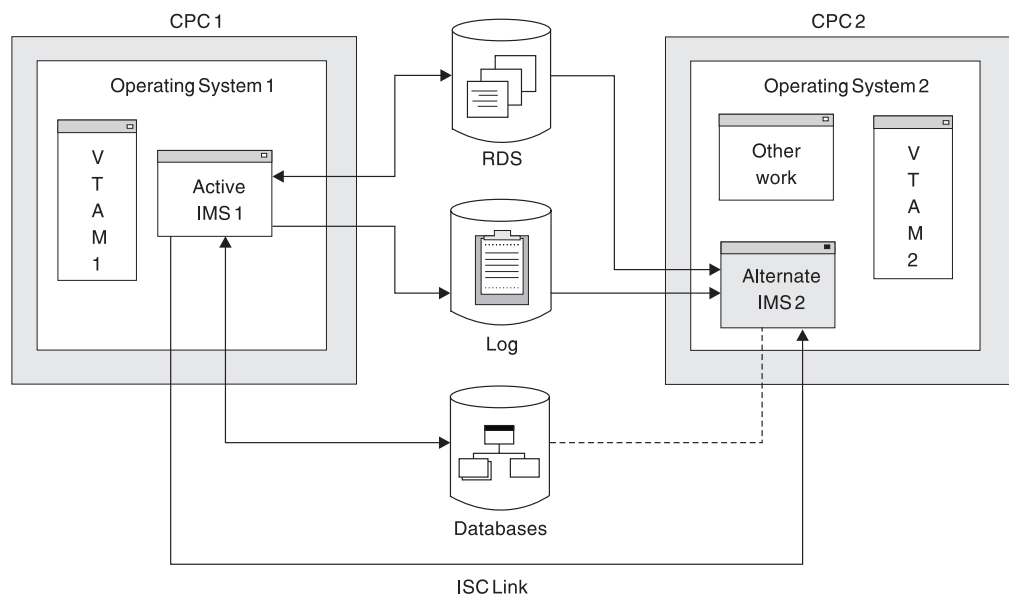 CPC 1
CPC 2
Operating System 1
Operating System 2
V
T
A
M
1
Active
IMS 1
RDS
Log
Databases
Other
work
V
T
A
M
2
Alternate
IMS 2
ISC Link